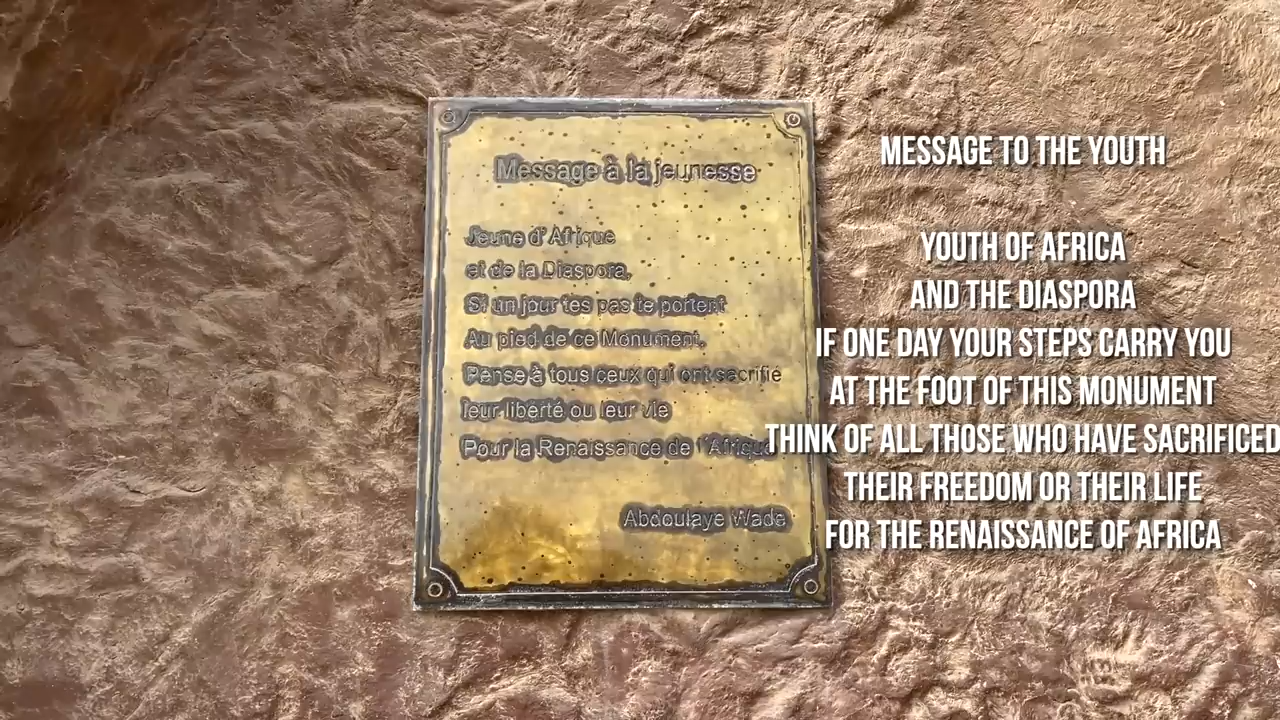 Message à la jeunesse
Jeune d'Afrique
et de la Diaspora,
Si un jour tes pas te portent
Au pied de ce Monument,
Pense à tous ceux qui ont sacrifié
leur liberté ou leur vie
Pour la Renaissance de l'Afrique
Abdoulaye Wade
MESSAGE TO THE YOUTH
YOUTH OF AFRICA
AND THE DIASPORA
IF ONE DAY YOUR STEPS CARRY YOU
AT THE FOOT OF THIS MONUMENT
THINK OF ALL THOSE WHO HAVE SACRIFICED
THEIR FREEDOM OR THEIR LIFE
FOR THE RENAISSANCE OF AFRICA